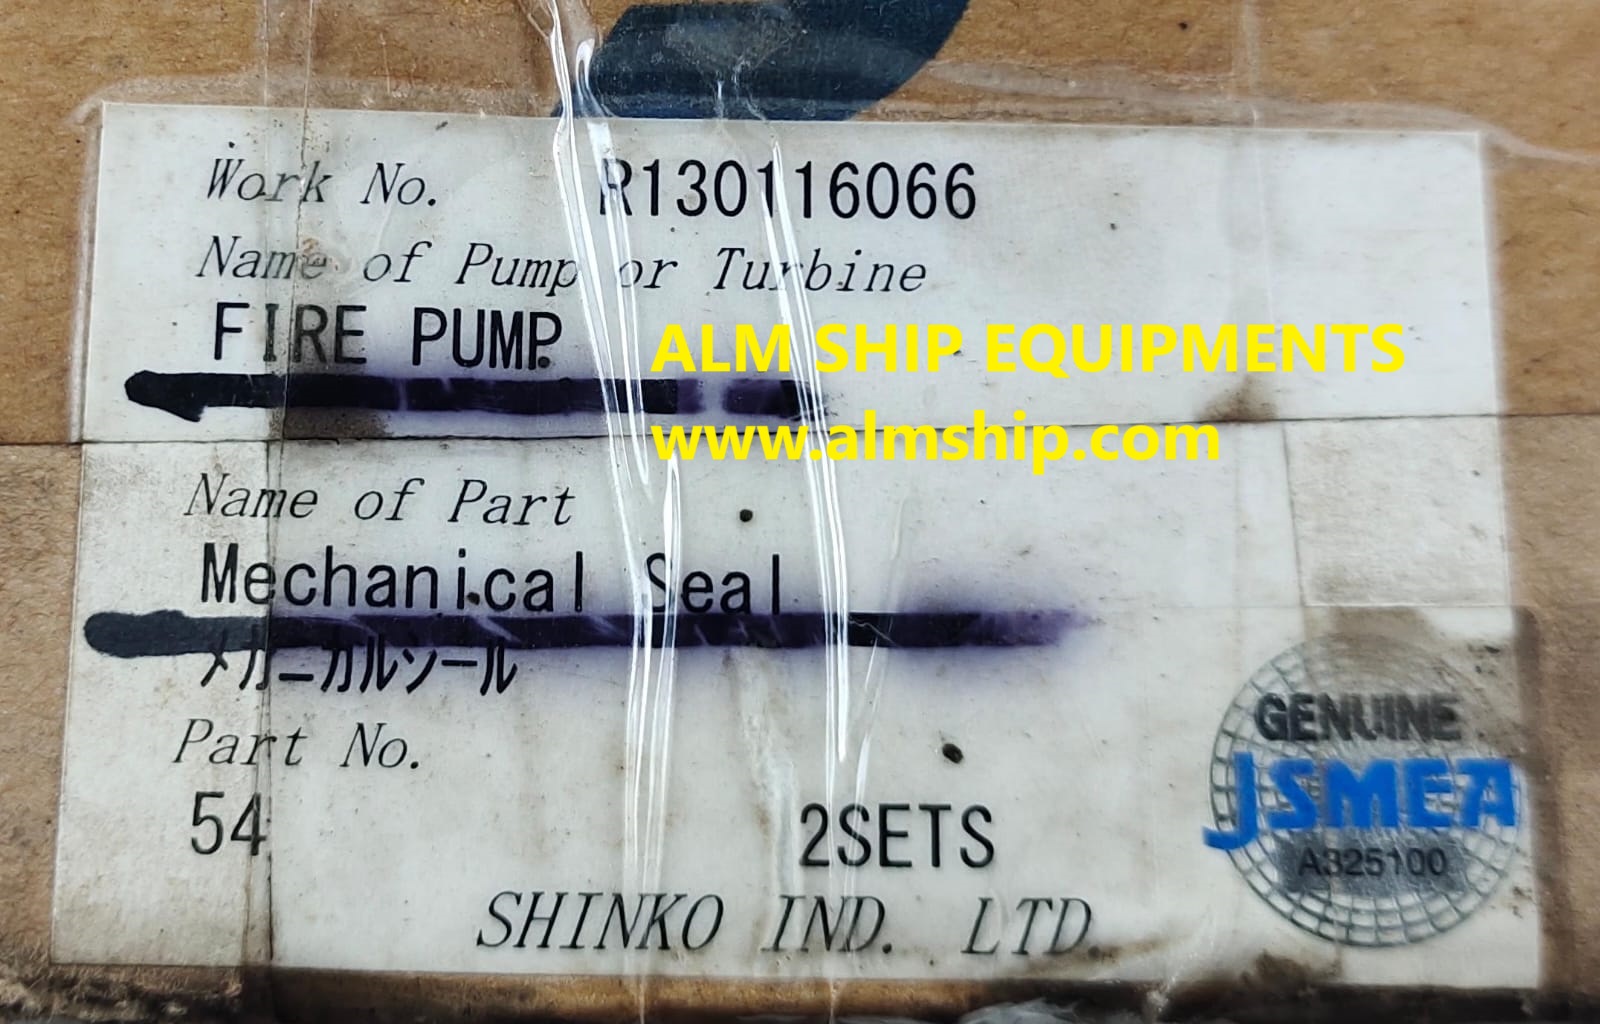 Work No. R130116066
Name of Pump or Turbine
FIRE PUMP
ALM SHIP EQUIPMENTS
www.almship.com
Name of Part
Mechanical Seal
メカニカルシール
Part No.
54 2SETS
GENUINE
JSMEA
A325100
SHINKO IND. LTD.